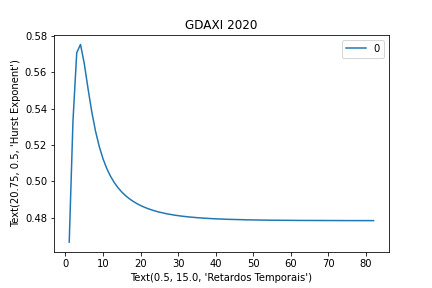 GDAXI 2020
0
0.58
0.56
0.54
0.52
0.50
0.48
Text(20.75, 0.5, 'Hurst Exponent')
0 10 20 30 40 50 60 70 80
Text(0.5, 15.0, 'Retardos Temporais')